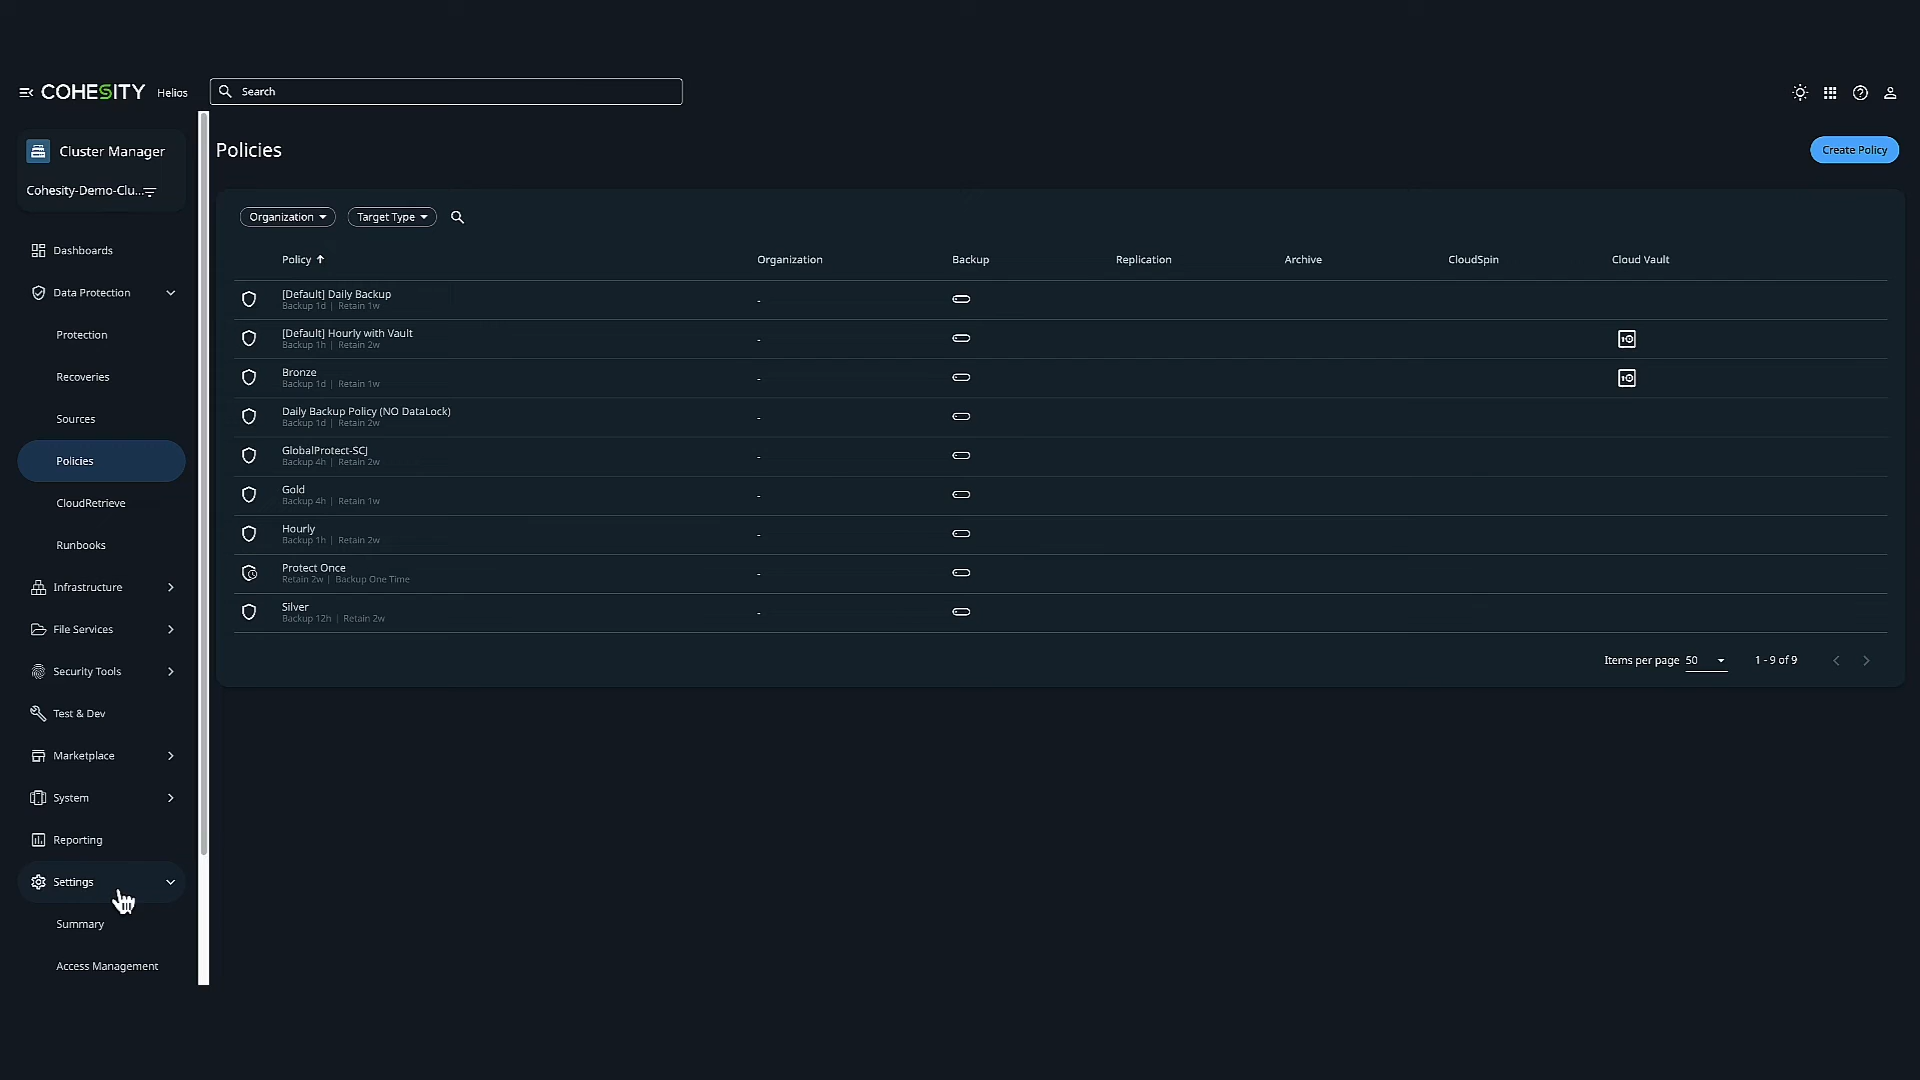 COHESITY Helios
Search
Cluster Manager
Cohesity-Demo-Clu...
Dashboards
Data Protection
Protection
Recoveries
Sources
Policies
CloudRetrieve
Runbooks
Infrastructure
File Services
Security Tools
Test & Dev
Marketplace
System
Reporting
Settings
Summary
Access Management
Policies
Create Policy
Organization
Target Type
Policy Organization Backup Replication Archive CloudSpin Cloud Vault
[Default] Daily Backup -
Backup 1d | Retain 1w
[Default] Hourly with Vault -
Backup 1h | Retain 2w
Bronze -
Backup 1d | Retain 1w
Daily Backup Policy (NO DataLock) -
Backup 1d | Retain 2w
GlobalProtect-SCJ -
Backup 4h | Retain 2w
Gold -
Backup 4h | Retain 1w
Hourly -
Backup 1h | Retain 2w
Protect Once -
Retain 2w | Backup One Time
Silver -
Backup 12h | Retain 2w
Items per page 50 1 - 9 of 9